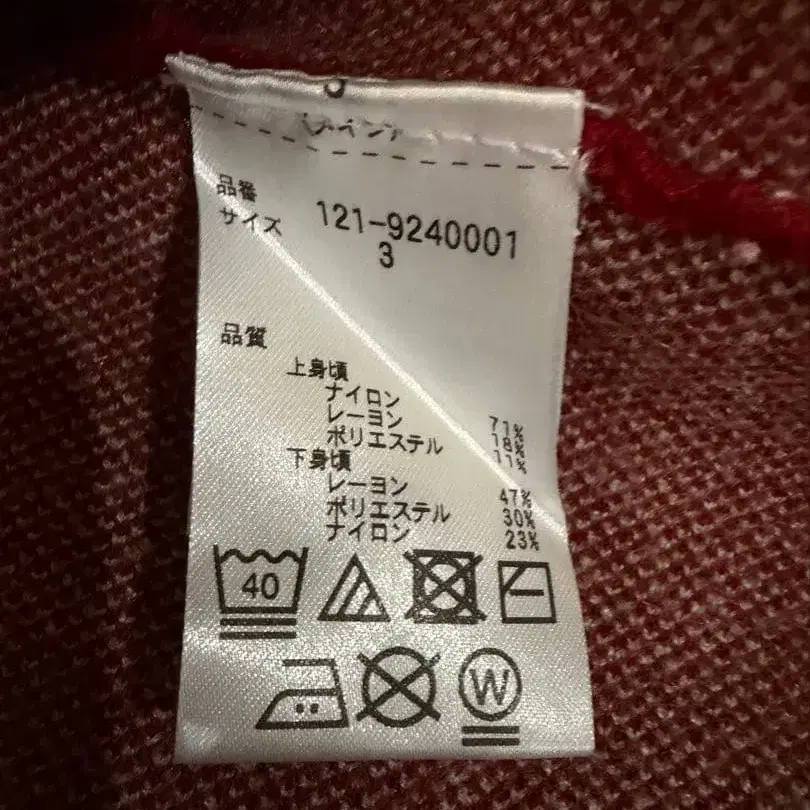 品番 121-9240001
サイズ 3
品質
上身頃
ナイロン 71%
レーヨン 18%
ポリエステル 11%
下身頃
レーヨン 47%
ポリエステル 30%
ナイロン 23%
40
W